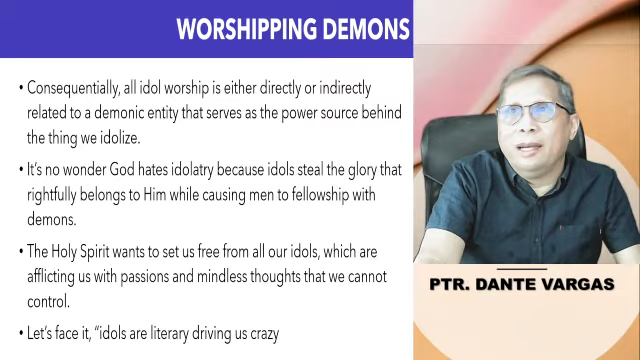 WORSHIPPING DEMONS
• Consequentially, all idol worship is either directly or indirectly
related to a demonic entity that serves as the power source behind
the thing we idolize.
• It's no wonder God hates idolatry because idols steal the glory that
rightfully belongs to Him while causing men to fellowship with
demons.
• The Holy Spirit wants to set us free from all our idols, which are
afflicting us with passions and mindless thoughts that we cannot
control.
• Let's face it, "idols are literary driving us crazy
PTR. DANTE VARGAS